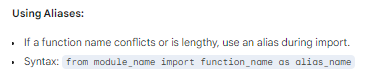 Using Aliases:
• If a function name conflicts or is lengthy, use an alias during import.
• Syntax: from module_name import function_name as alias_name